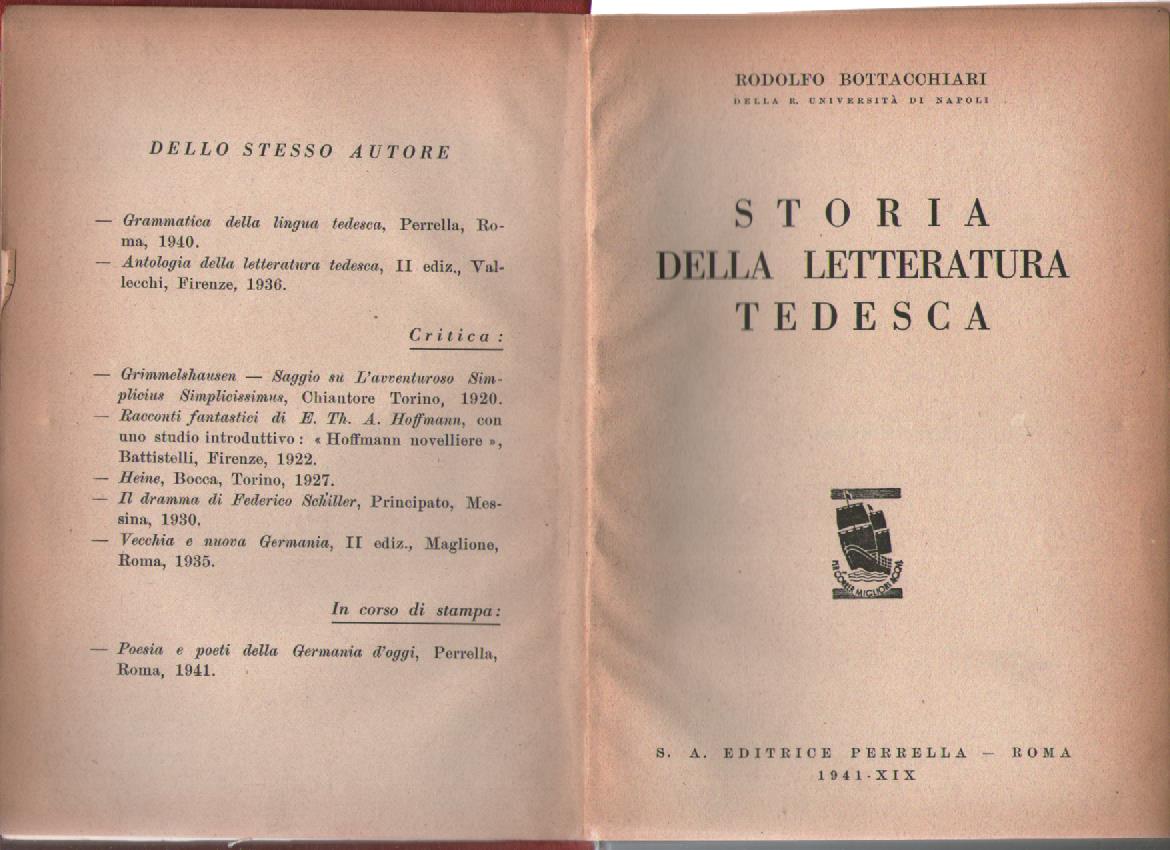 DELLO STESSO AUTORE
— Grammatica della lingua tedesca, Perrella, Ro-
ma, 1940.
— Antologia della letteratura tedesca, II ediz., Val-
lecchi, Firenze, 1936.
Critica :
— Grimmelshausen — Saggio su L'avventuroso Sim-
plicius Simplicissimus, Chiantore Torino, 1920.
— Racconti fantastici di E. Th. A. Hoffmann, con
uno studio introduttivo : « Hoffmann novelliere »,
Battistelli, Firenze, 1922.
— Heine, Bocca, Torino, 1927.
— Il dramma di Federico Schiller, Principato, Mes-
sina, 1930.
— Vecchia e nuova Germania, II ediz., Maglione,
Roma, 1935.
In corso di stampa :
— Poesia e poeti della Germania d'oggi, Perrella,
Roma, 1941.
RODOLFO BOTTACCHIARI
DELLA R. UNIVERSITÀ DI NAPOLI
STORIA
DELLA LETTERATURA
TEDESCA
PER CORRER MIGLIORI ACQUE
S. A. EDITRICE PERRELLA — ROMA
1941-XIX